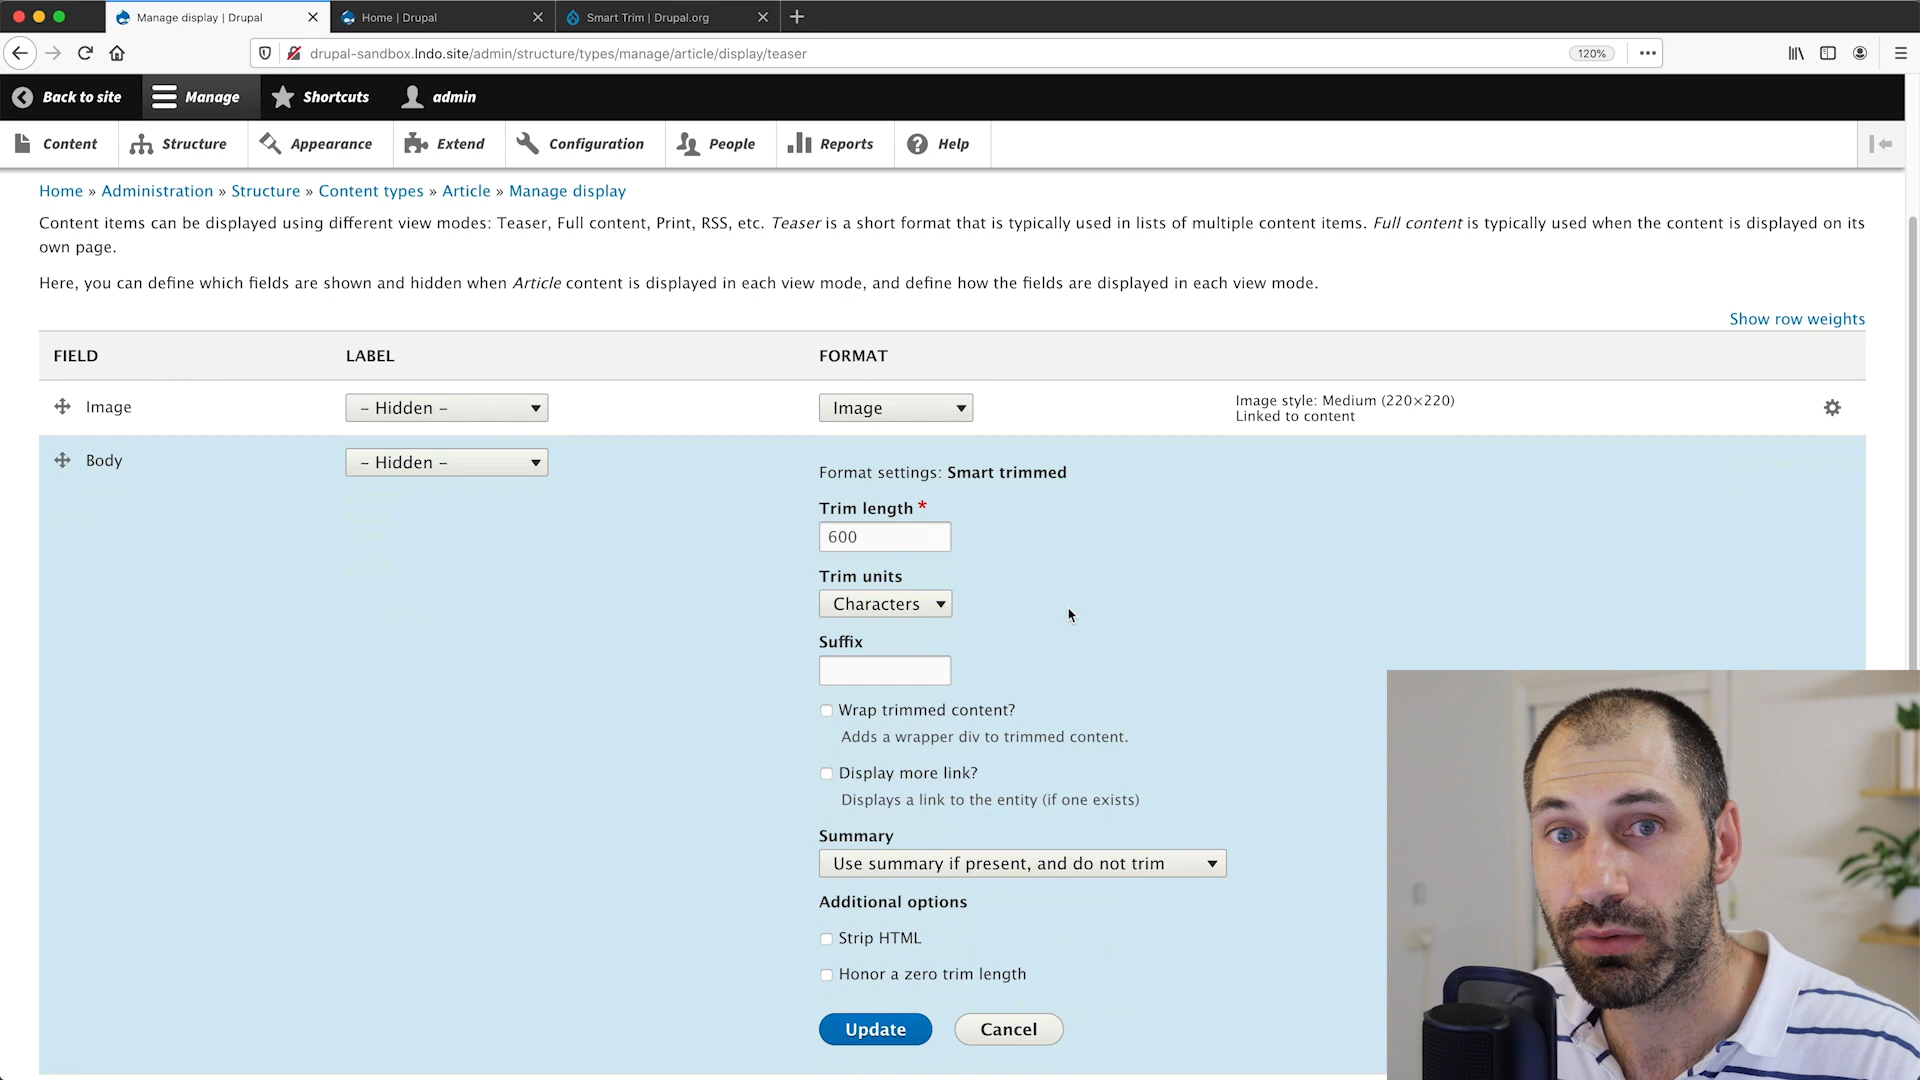 Manage display | Drupal
Home | Drupal
Smart Trim | Drupal.org
drupal-sandbox.lndo.site/admin/structure/types/manage/article/display/teaser
120%
Back to site
Manage
Shortcuts
admin
Content
Structure
Appearance
Extend
Configuration
People
Reports
Help
Home » Administration » Structure » Content types » Article » Manage display
Content items can be displayed using different view modes: Teaser, Full content, Print, RSS, etc. Teaser is a short format that is typically used in lists of multiple content items. Full content is typically used when the content is displayed on its
own page.
Here, you can define which fields are shown and hidden when Article content is displayed in each view mode, and define how the fields are displayed in each view mode.
Show row weights
FIELD
LABEL
FORMAT
Image
- Hidden -
Image
Image style: Medium (220×220)
Linked to content
Body
- Hidden -
Format settings: Smart trimmed
Trim length *
600
Trim units
Characters
Suffix
Wrap trimmed content?
Adds a wrapper div to trimmed content.
Display more link?
Displays a link to the entity (if one exists)
Summary
Use summary if present, and do not trim
Additional options
Strip HTML
Honor a zero trim length
Update
Cancel